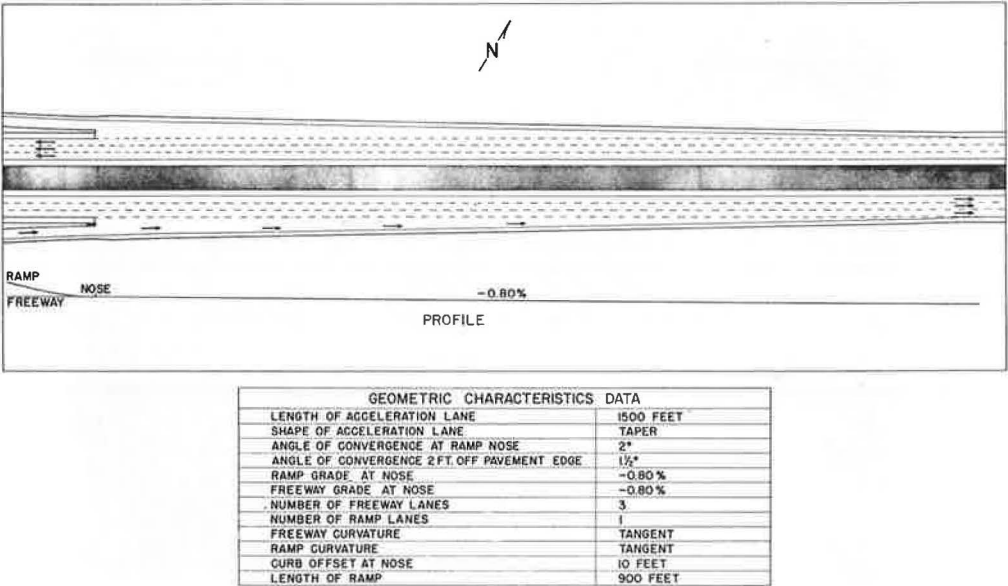 N
RAMP
NOSE
FREEWAY
-0.80%
PROFILE
GEOMETRIC CHARACTERISTICS DATA
LENGTH OF ACCELERATION LANE 1500 FEET
SHAPE OF ACCELERATION LANE TAPER
ANGLE OF CONVERGENCE AT RAMP NOSE 2°
ANGLE OF CONVERGENCE 2 FT. OFF PAVEMENT EDGE 1½°
RAMP GRADE AT NOSE -0.80%
FREEWAY GRADE AT NOSE -0.80%
NUMBER OF FREEWAY LANES 3
NUMBER OF RAMP LANES 1
FREEWAY CURVATURE TANGENT
RAMP CURVATURE TANGENT
CURB OFFSET AT NOSE 10 FEET
LENGTH OF RAMP 900 FEET